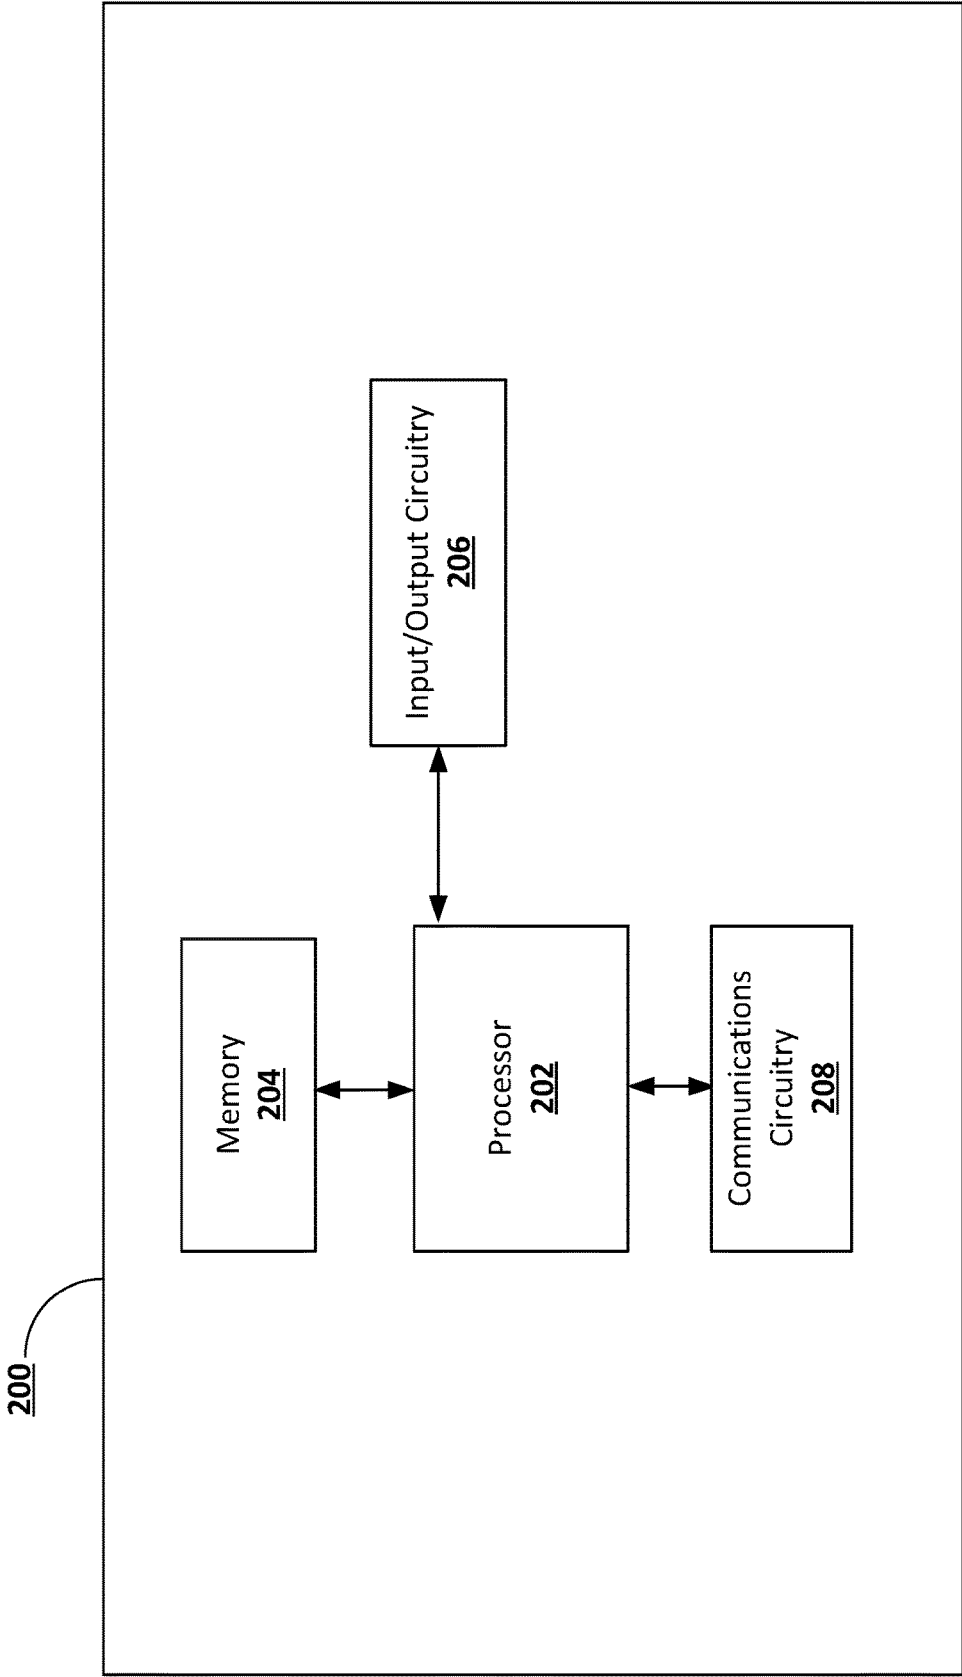 200
Memory
204
Processor
202
Input/Output Circuitry
206
Communications
Circuitry
208